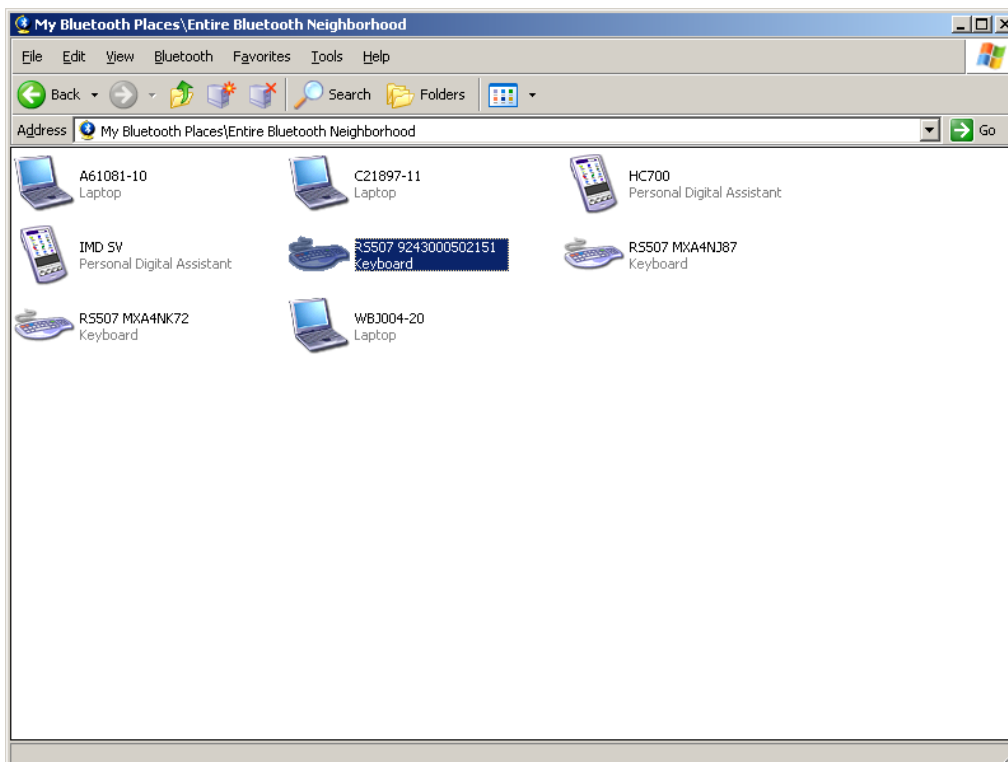 My Bluetooth Places\Entire Bluetooth Neighborhood
File Edit View Bluetooth Favorites Tools Help
Back Search Folders
Address My Bluetooth Places\Entire Bluetooth Neighborhood Go
A61081-10
Laptop
C21897-11
Laptop
HC700
Personal Digital Assistant
IMD SV
Personal Digital Assistant
RS507 9243000502151
Keyboard
RS507 MXA4NJ87
Keyboard
RS507 MXA4NK72
Keyboard
WBJ004-20
Laptop